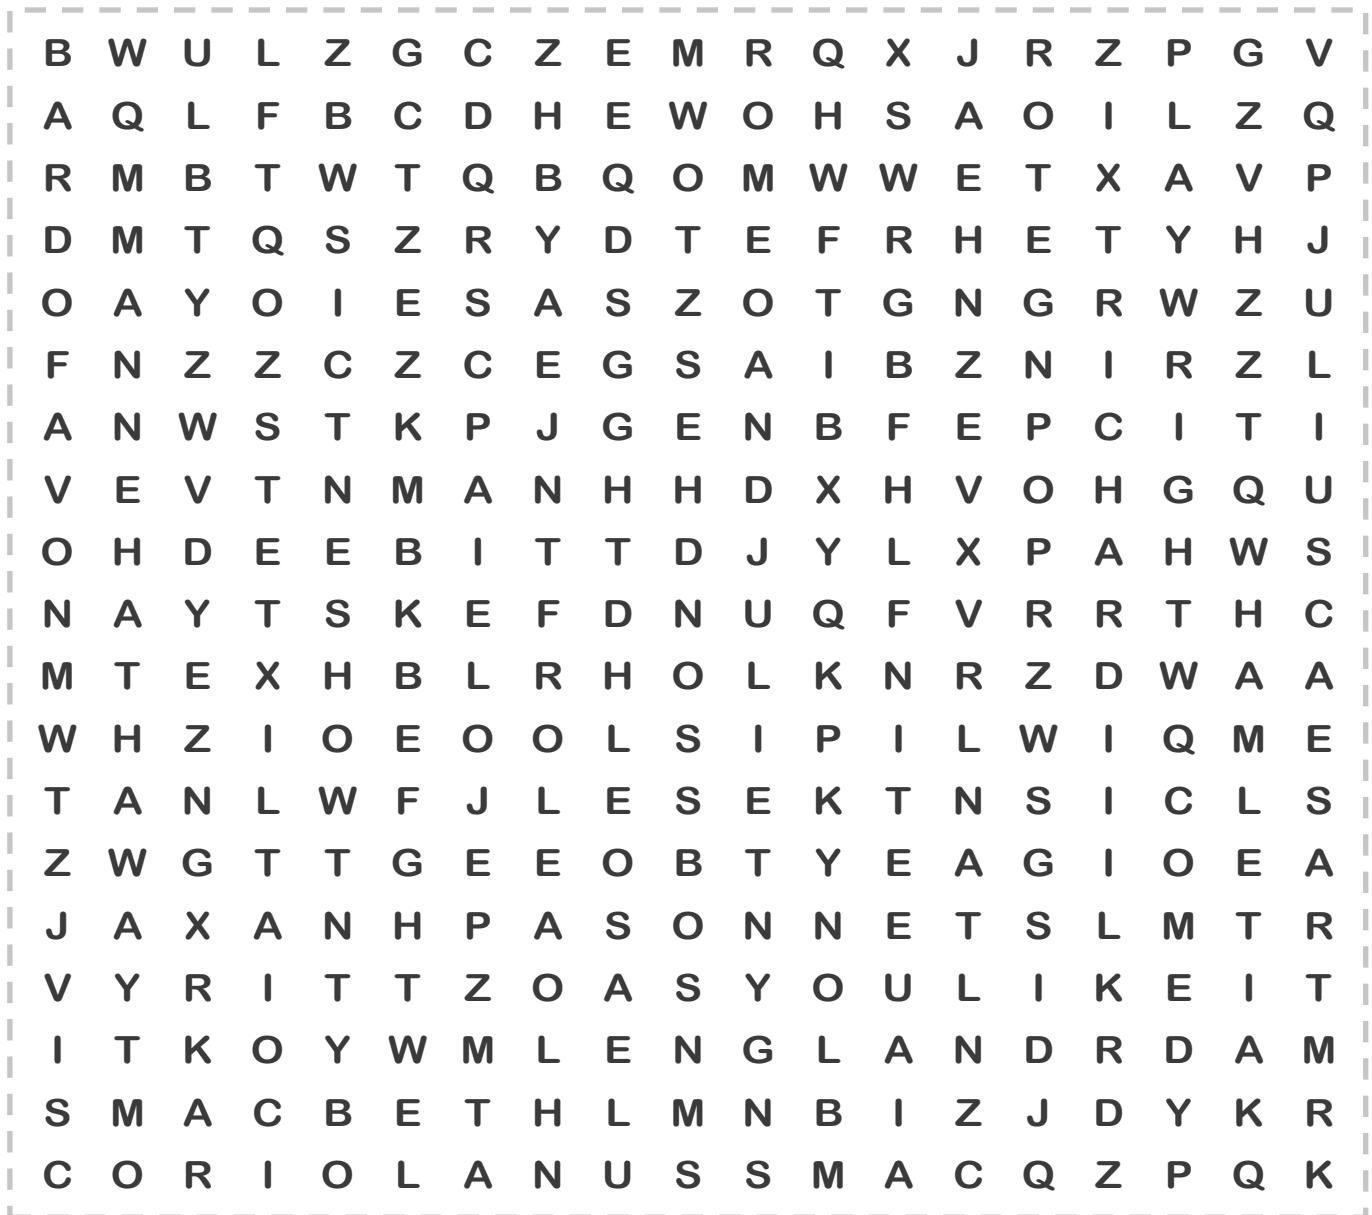 B W U L Z G C Z E M R Q X J R Z P G V
A Q L F B C D H E W O H S A O I L Z Q
R M B T W T Q B Q O M W W E T X A V P
D M T Q S Z R Y D T E F R H E T Y H J
O A Y O I E S A S Z O T G N G R W Z U
F N Z Z C Z C E G S A I B Z N I R Z L
A N W S T K P J G E N B F E P C I T I
V E V T N M A N H H D X H V O H G Q U
O H D E E B I T T D J Y L X P A H W S
N A Y T S K E F D N U Q F V R R T H C
M T E X H B L R H O L K N R Z D W A A
W H Z I O E O O L S I P I L W I Q M E
T A N L W F J L E S E K T N S I C L S
Z W G T T G E E O B T Y E A G I O E A
J A X A N H P A S O N N E T S L M T R
V Y R I T T Z O A S Y O U L I K E I T
I T K O Y W M L E N G L A N D R D A M
S M A C B E T H L M N B I Z J D Y K R
C O R I O L A N U S S M A C Q Z P Q K